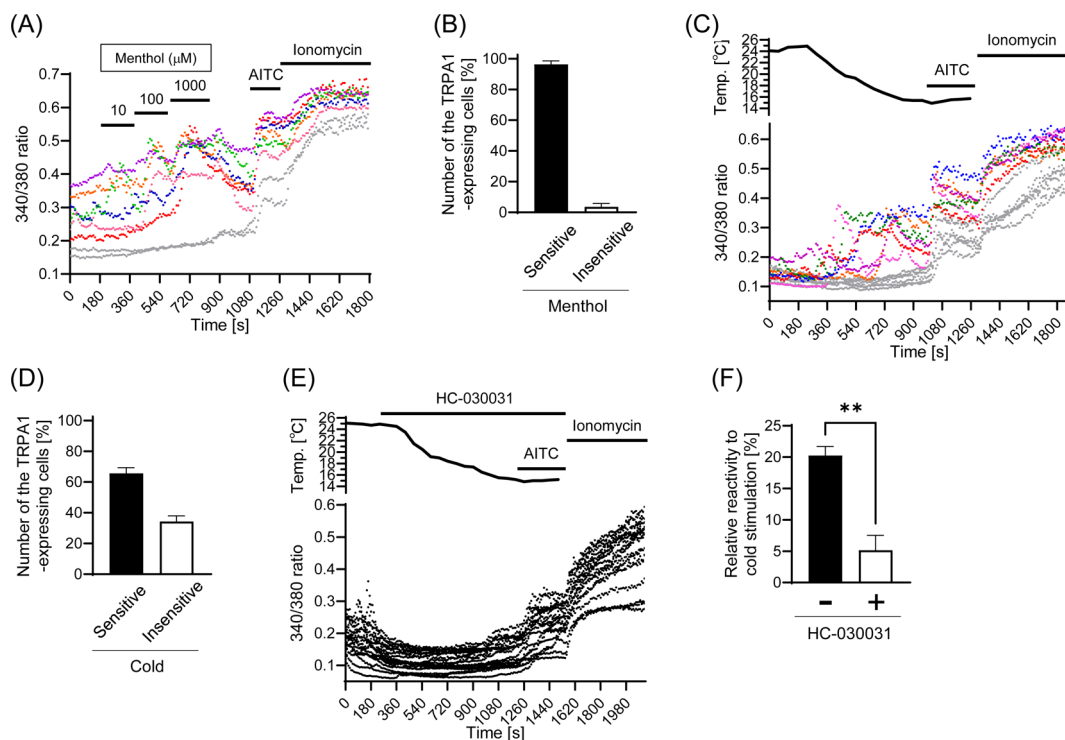 (A)
Menthol (μM)
10
100
1000
AITC
Ionomycin
340/380 ratio
0.7
0.6
0.5
0.4
0.3
0.2
0.1
0
180
360
540
720
900
1080
1260
1440
1620
1800
Time [s]
(B)
Number of the TRPA1
-expressing cells [%]
100
80
60
40
20
0
Sensitive
Insensitive
Menthol
(C)
Temp. [°C]
26
24
22
20
18
16
14
AITC
Ionomycin
340/380 ratio
0.6
0.5
0.4
0.3
0.2
0.1
0
180
360
540
720
900
1080
1260
1440
1620
1800
Time [s]
(D)
Number of the TRPA1
-expressing cells [%]
100
80
60
40
20
0
Sensitive
Insensitive
Cold
(E)
HC-030031
Temp. [°C]
26
24
22
20
18
16
14
AITC
Ionomycin
340/380 ratio
0.6
0.5
0.4
0.3
0.2
0.1
0
180
360
540
720
900
1080
1260
1440
1620
1800
1980
Time [s]
(F)
Relative reactivity to
cold stimulation [%]
25
20
15
10
5
0
**
- +
HC-030031